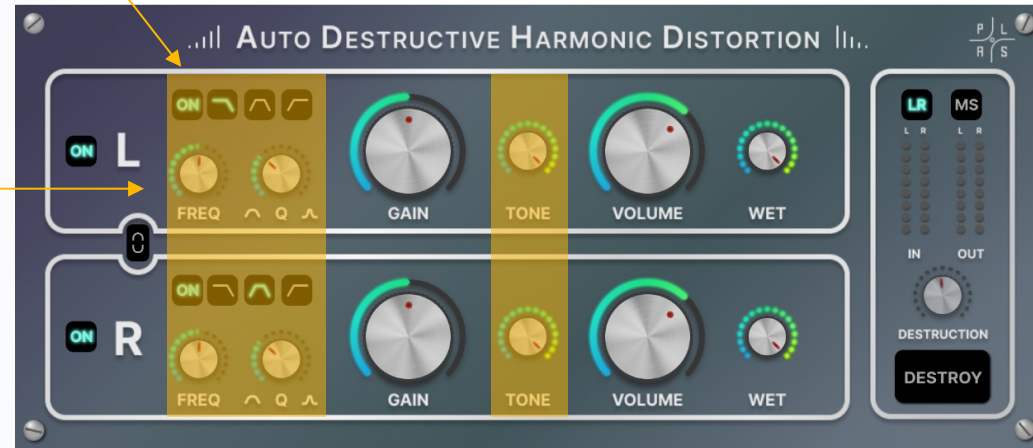 AUTO DESTRUCTIVE HARMONIC DISTORTION
P L
A S
ON
LR MS
ON L
L R L R
FREQ Q GAIN TONE VOLUME WET
IN OUT
ON
ON R
DESTRUCTION
DESTROY
FREQ Q GAIN TONE VOLUME WET